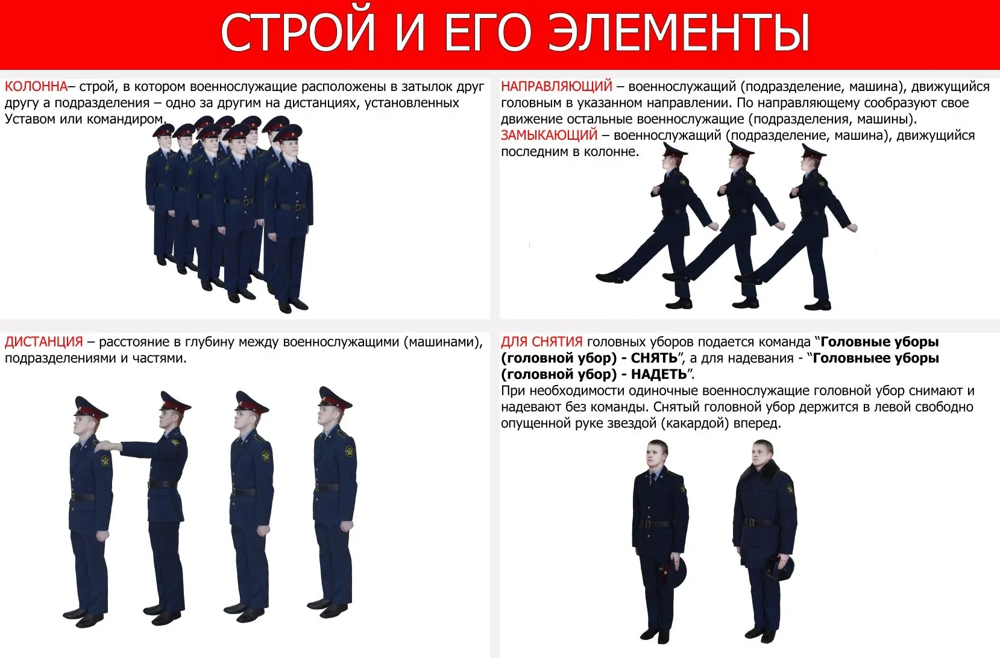 СТРОЙ И ЕГО ЭЛЕМЕНТЫ
КОЛОННА– строй, в котором военнослужащие расположены в затылок друг
другу а подразделения – одно за другим на дистанциях, установленных
Уставом или командиром.
НАПРАВЛЯЮЩИЙ – военнослужащий (подразделение, машина), движущийся
головным в указанном направлении. По направляющему сообразуют свое
движение остальные военнослужащие (подразделения, машины).
ЗАМЫКАЮЩИЙ – военнослужащий (подразделение, машина), движущийся
последним в колонне.
ДИСТАНЦИЯ – расстояние в глубину между военнослужащими (машинами),
подразделениями и частями.
ДЛЯ СНЯТИЯ головных уборов подается команда “Головные уборы
(головной убор) - СНЯТЬ”, а для надевания - “Головныее уборы
(головной убор) - НАДЕТЬ”.
При необходимости одиночные военнослужащие головной убор снимают и
надевают без команды. Снятый головной убор держится в левой свободно
опущенной руке звездой (какардой) вперед.